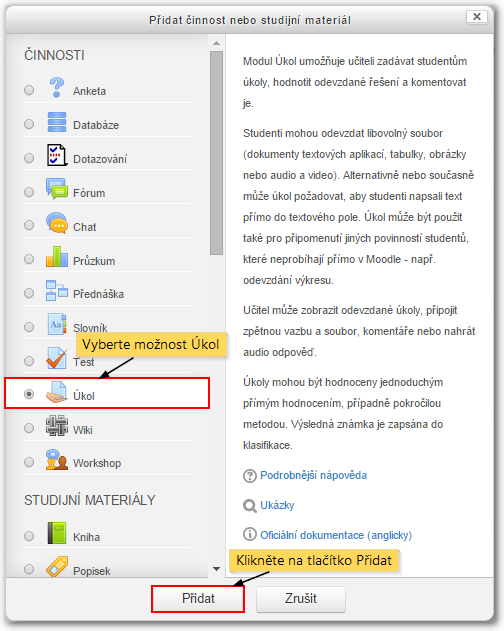 Přidat činnost nebo studijní materiál
ČINNOSTI
Anketa
Databáze
Dotazování
Fórum
Chat
Průzkum
Přednáška
Slovník
Vyberte možnost Úkol
Test
Úkol
Wiki
Workshop
STUDIJNÍ MATERIÁLY
Kniha
Popisek
Modul Úkol umožňuje učiteli zadávat studentům
úkoly, hodnotit odevzdané řešení a komentovat
je.
Studenti mohou odevzdat libovolný soubor
(dokumenty textových aplikací, tabulky, obrázky
nebo audio a video). Alternativně nebo současně
může úkol požadovat, aby studenti napsali text
přímo do textového pole. Úkol může být použit
také pro připomenutí jiných povinností studentů,
které neprobíhají přímo v Moodle - např.
odevzdání výkresu.
Učitel může zobrazit odevzdané úkoly, připojit
zpětnou vazbu a soubor, komentáře nebo nahrát
audio odpověď.
Úkoly mohou být hodnoceny jednoduchým
přímým hodnocením, případně pokročilou
metodou. Výsledná známka je zapsána do
klasifikace.
Podrobnější nápověda
Ukázky
Oficiální dokumentace (anglicky)
Klikněte na tlačítko Přidat
Přidat
Zrušit